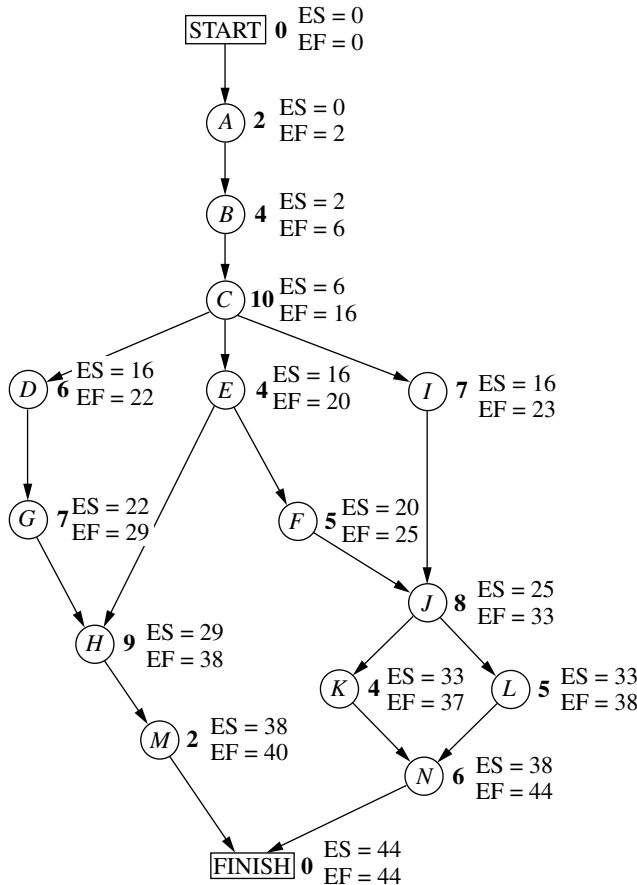 START 0 ES = 0
EF = 0
A 2 ES = 0
EF = 2
B 4 ES = 2
EF = 6
C 10 ES = 6
EF = 16
D 6 ES = 16
EF = 22
E 4 ES = 16
EF = 20
I 7 ES = 16
EF = 23
G 7 ES = 22
EF = 29
F 5 ES = 20
EF = 25
J 8 ES = 25
EF = 33
H 9 ES = 29
EF = 38
K 4 ES = 33
EF = 37
L 5 ES = 33
EF = 38
M 2 ES = 38
EF = 40
N 6 ES = 38
EF = 44
FINISH 0 ES = 44
EF = 44